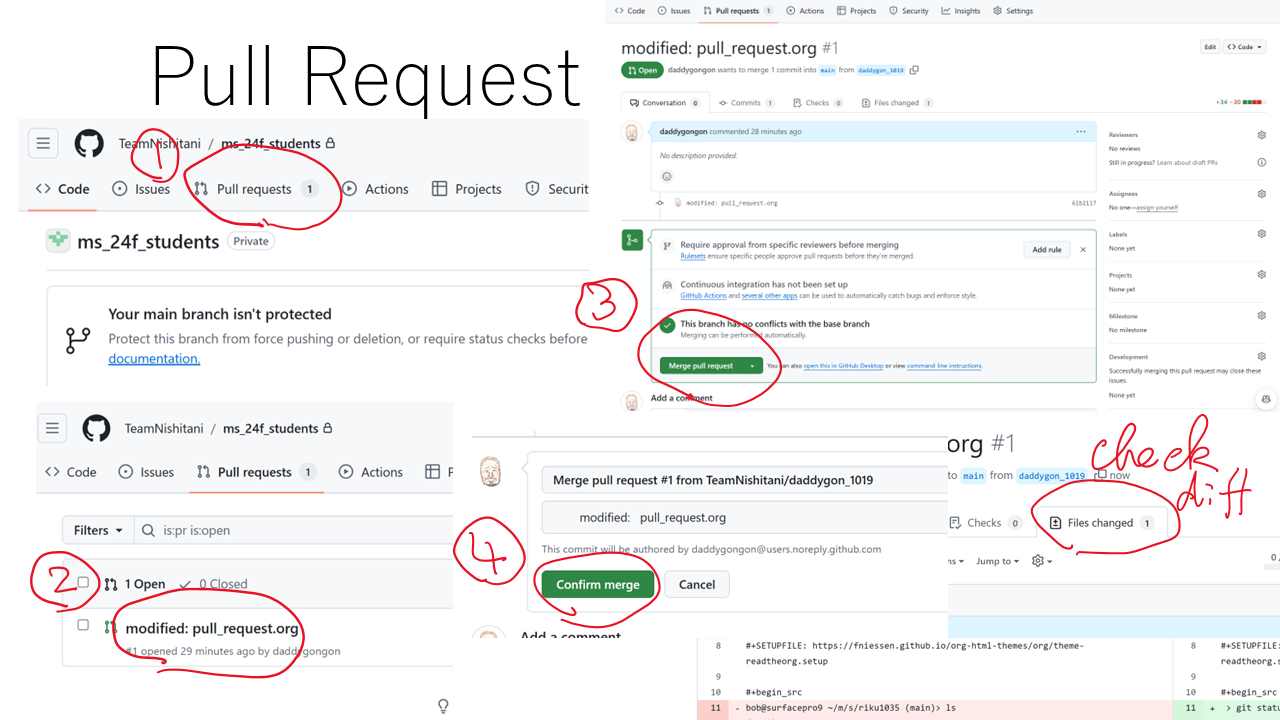 Pull Request
TeamNishitani / ms_24f_students
1
Code Issues Pull requests 1 Actions Projects Securit
ms_24f_students Private
Your main branch isn't protected
Protect this branch from force pushing or deletion, or require status checks before
documentation.
TeamNishitani / ms_24f_students
Code Issues Pull requests 1 Actions P
Filters is:pr is:open
2
1 Open 0 Closed
modified: pull_request.org
#1 opened 29 minutes ago by daddygongon
Code Issues Pull requests 1 Actions Projects Security Insights Settings
modified: pull_request.org #1
Edit Code
Open daddygongon wants to merge 1 commit into main from daddygon_1019
Conversation 0 Commits 1 Checks 0 Files changed 1
+34 −30
daddygongon commented 28 minutes ago
No description provided.
modified: pull_request.org 61b2117
3
Require approval from specific reviewers before merging
Rulesets ensure specific people approve pull requests before they're merged.
Add rule
Continuous integration has not been set up
GitHub Actions and several other apps can be used to automatically catch bugs and enforce style.
This branch has no conflicts with the base branch
Merging can be performed automatically.
Merge pull request You can also open this in GitHub Desktop or view command line instructions.
Add a comment
Reviewers
No reviews
Still in progress? Learn about draft PRs
Assignees
No one—assign yourself
Labels
None yet
Projects
None yet
Milestone
No milestone
Development
Successfully merging this pull request may close these
issues.
None yet
4
Merge pull request #1 from TeamNishitani/daddygon_1019
modified: pull_request.org
This commit will be authored by daddygongon@users.noreply.github.com
Confirm merge Cancel
Add a comment
org #1
to main from daddygon_1019 now
check
diff
Checks 0 Files changed 1
ns Jump to
0
8 #+SETUPFILE: https://fniessen.github.io/org-html-themes/org/theme-
readtheorg.setup
9
10 #+begin_src
11 - bob@surfacepro9 ~/m/s/riku1035 (main)> ls
8 #+SETUPFILE:
readtheorg.s
9
10 #+begin_src
11 + > git statu